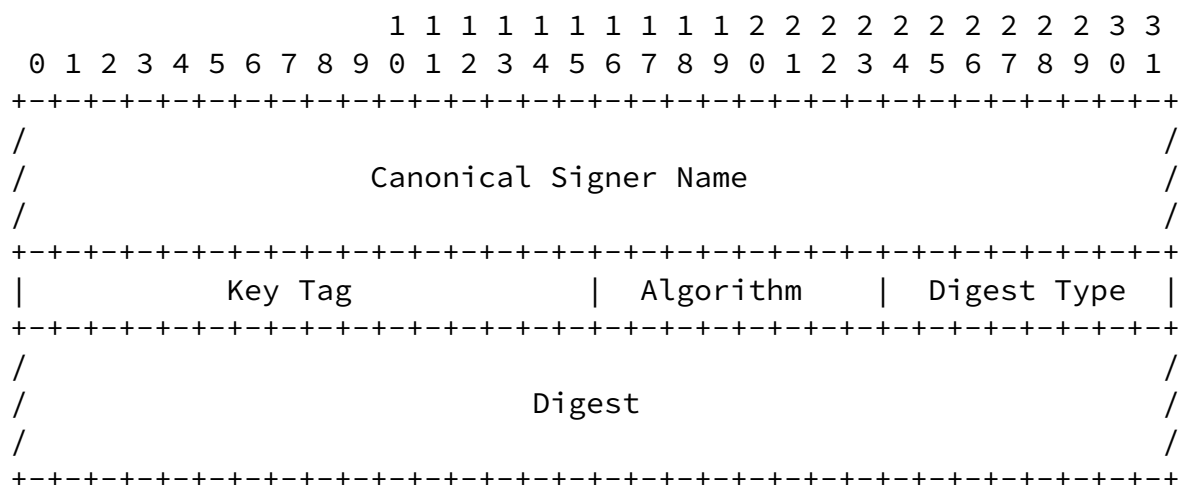 1 1 1 1 1 1 1 1 1 1 2 2 2 2 2 2 2 2 2 2 3 3
 0 1 2 3 4 5 6 7 8 9 0 1 2 3 4 5 6 7 8 9 0 1 2 3 4 5 6 7 8 9 0 1
+-+-+-+-+-+-+-+-+-+-+-+-+-+-+-+-+-+-+-+-+-+-+-+-+-+-+-+-+-+-+-+-+
/                                                               /
/                   Canonical Signer Name                       /
/                                                               /
+-+-+-+-+-+-+-+-+-+-+-+-+-+-+-+-+-+-+-+-+-+-+-+-+-+-+-+-+-+-+-+-+
|           Key Tag             |  Algorithm    |  Digest Type  |
+-+-+-+-+-+-+-+-+-+-+-+-+-+-+-+-+-+-+-+-+-+-+-+-+-+-+-+-+-+-+-+-+
/                                                               /
/                            Digest                             /
/                                                               /
+-+-+-+-+-+-+-+-+-+-+-+-+-+-+-+-+-+-+-+-+-+-+-+-+-+-+-+-+-+-+-+-+